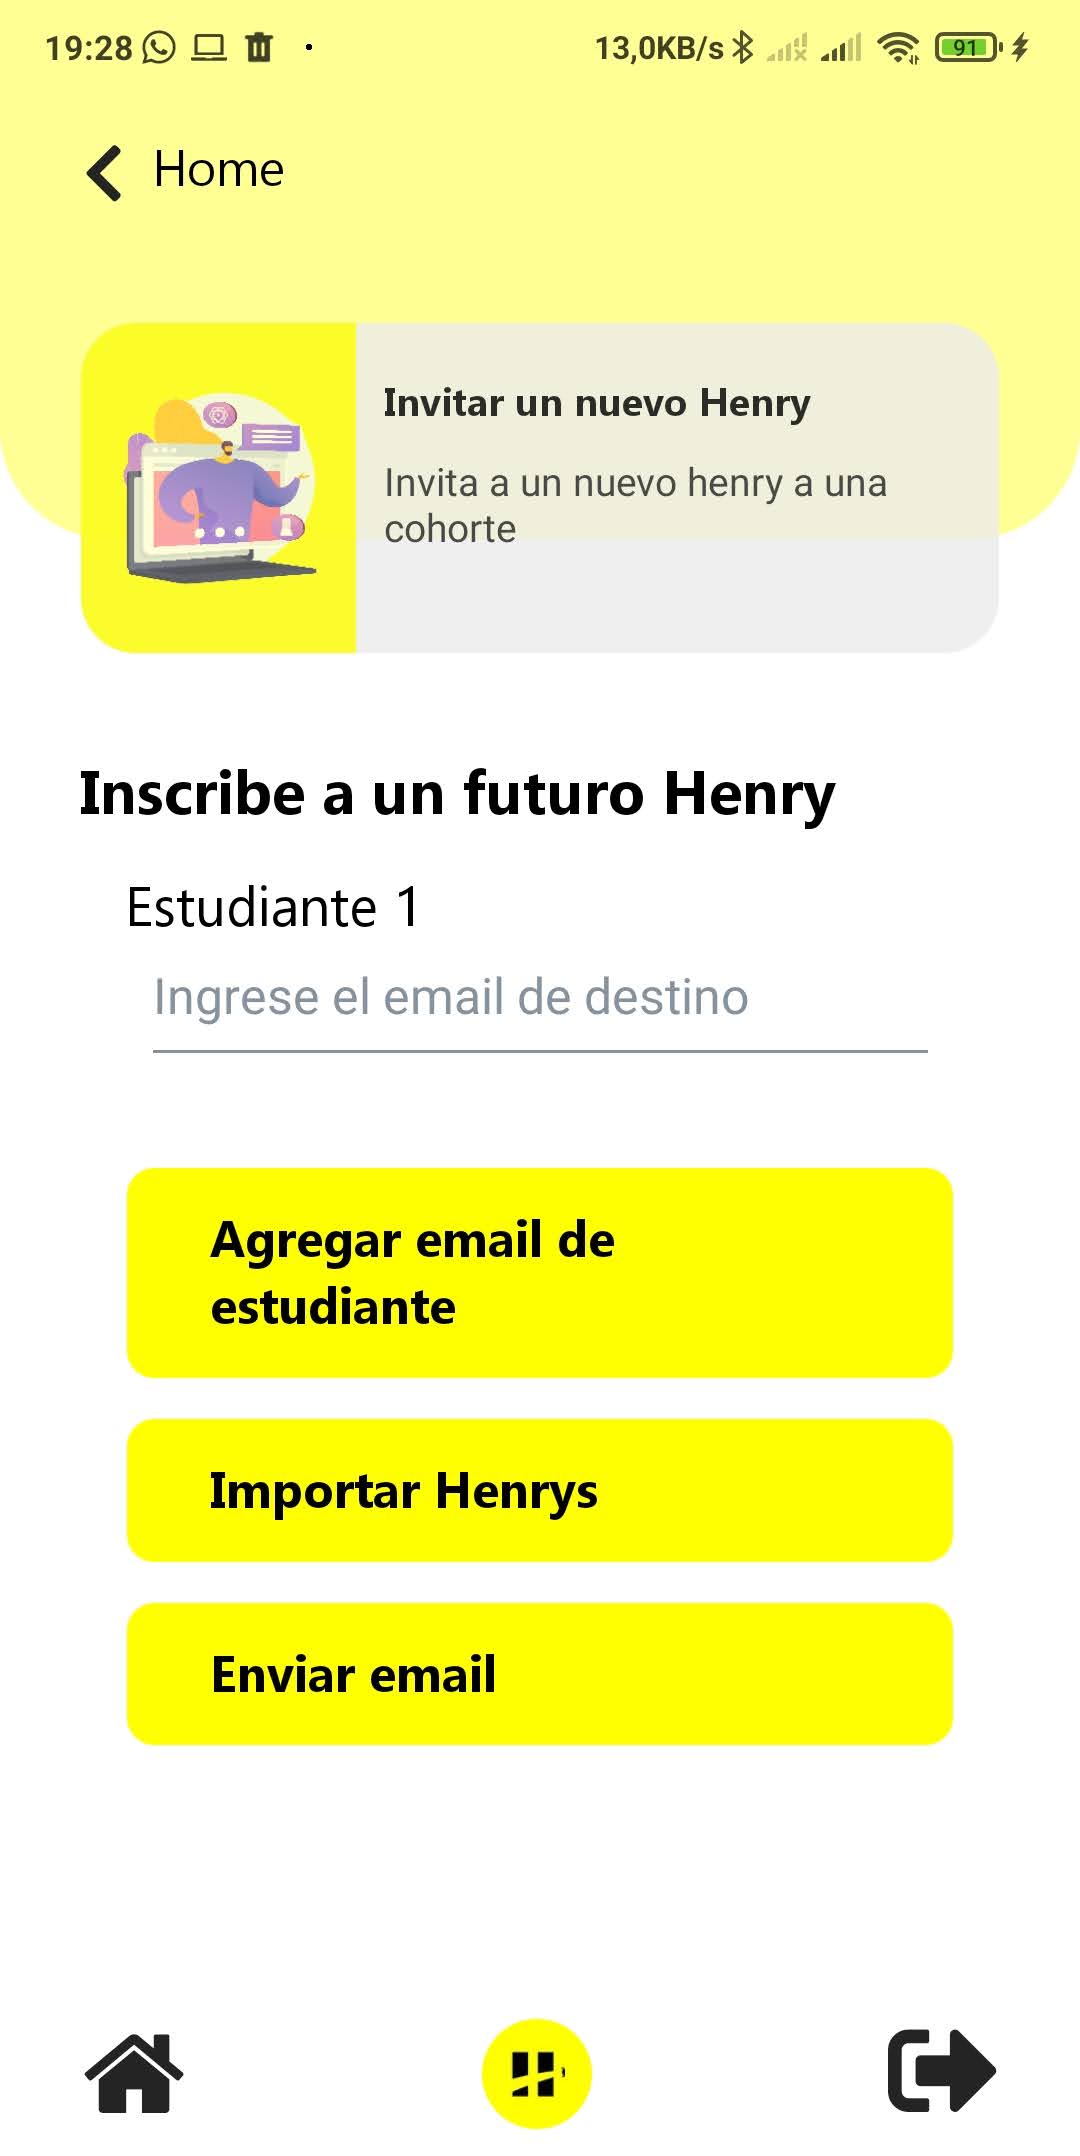 19:28 13,0KB/s 91
Home
Invitar un nuevo Henry
Invita a un nuevo henry a una
cohorte
Inscribe a un futuro Henry
Estudiante 1
Ingrese el email de destino
Agregar email de
estudiante
Importar Henrys
Enviar email